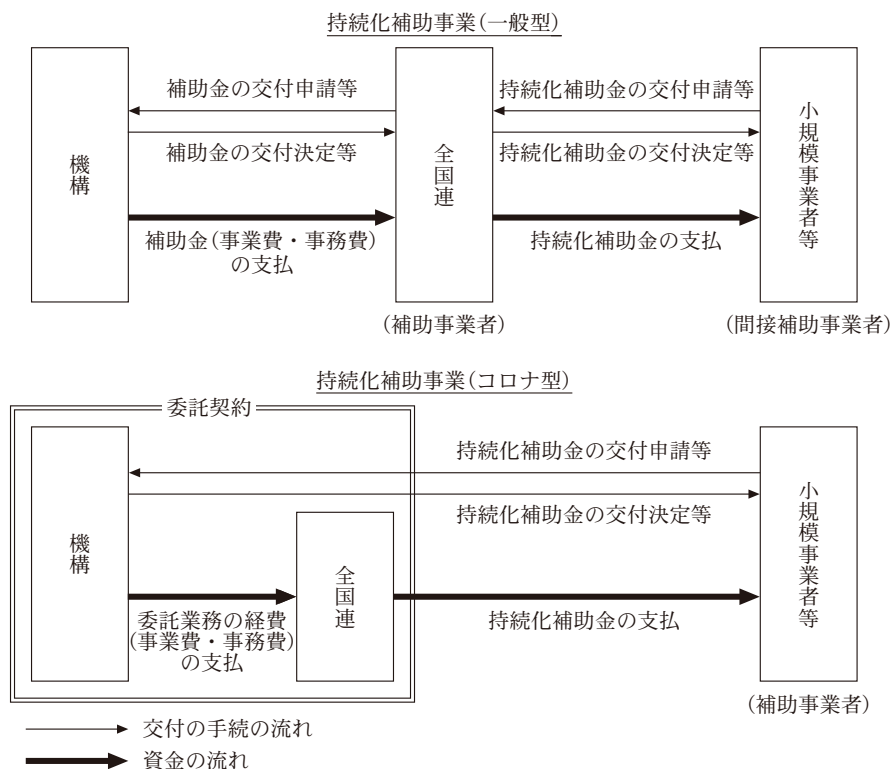 持続化補助事業(一般型)
機構
補助金の交付申請等
補助金の交付決定等
補助金(事業費・事務費)
の支払
全国連
(補助事業者)
持続化補助金の交付申請等
持続化補助金の交付決定等
持続化補助金の支払
小規模事業者等
(間接補助事業者)
持続化補助事業(コロナ型)
委託契約
機構
委託業務の経費
(事業費・事務費)
の支払
全国連
持続化補助金の交付申請等
持続化補助金の交付決定等
持続化補助金の支払
小規模事業者等
(補助事業者)
交付の手続の流れ
資金の流れ